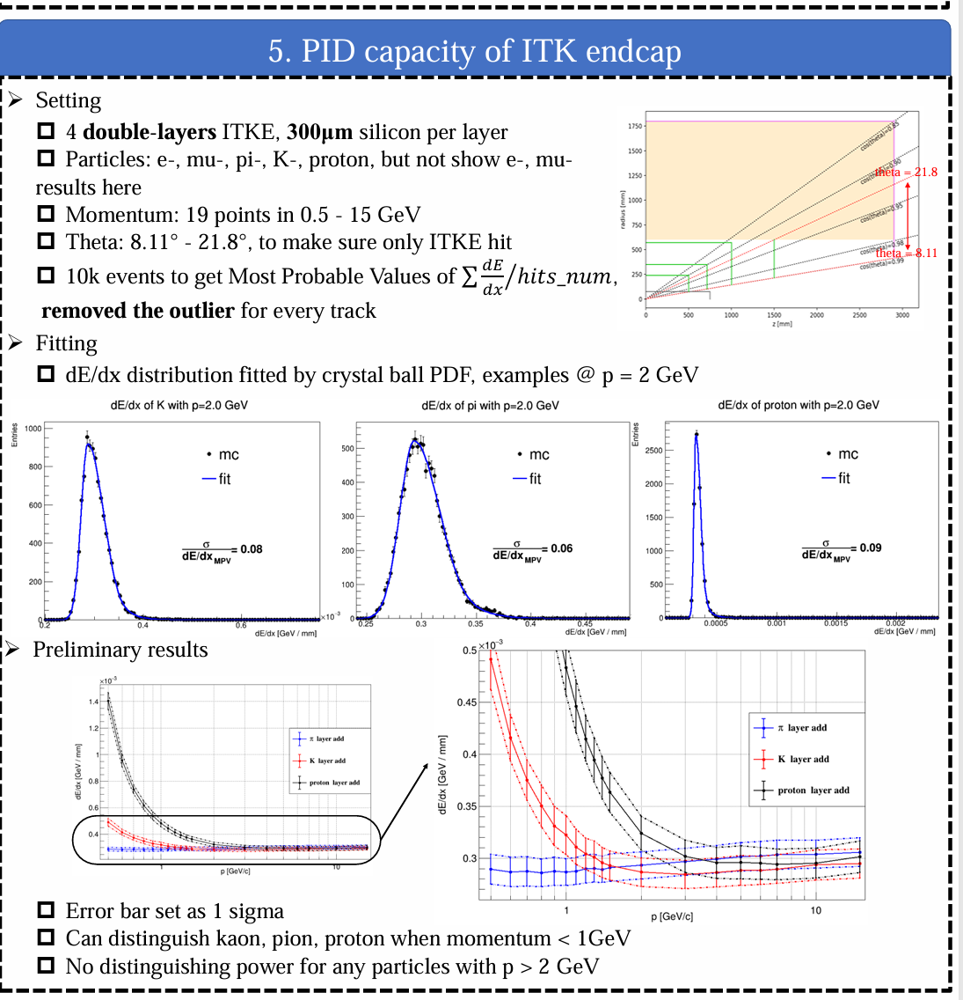 5. PID capacity of ITK endcap
➢ Setting
❑ 4 double-layers ITKE, 300μm silicon per layer
❑ Particles: e-, mu-, pi-, K-, proton, but not show e-, mu-
results here
❑ Momentum: 19 points in 0.5 - 15 GeV
❑ Theta: 8.11° - 21.8°, to make sure only ITKE hit
❑ 10k events to get Most Probable Values of ∑dE/dx/hits_num,
removed the outlier for every track
radius [mm]
1750
1500
1250
1000
750
500
250
0
cos(theta)=0.85
cos(theta)=0.90
cos(theta)=0.95
cos(theta)=0.98
cos(theta)=0.99
theta = 21.8
theta = 8.11
0 500 1000 1500 2000 2500 3000
z [mm]
➢ Fitting
❑ dE/dx distribution fitted by crystal ball PDF, examples @ p = 2 GeV
dE/dx of K with p=2.0 GeV
Entries
1000
800
600
400
200
0
mc
fit
σ
dE/dx MPV = 0.08
0.2 0.4 0.6
×10⁻³
dE/dx [GeV / mm]
dE/dx of pi with p=2.0 GeV
500
400
300
200
100
0
mc
fit
σ
dE/dx MPV = 0.06
0.25 0.3 0.35 0.4 0.45
dE/dx [GeV / mm]
dE/dx of proton with p=2.0 GeV
Entries
2500
2000
1500
1000
500
0
mc
fit
σ
dE/dx MPV = 0.09
0.0005 0.001 0.0015 0.002
dE/dx [GeV / mm]
➢ Preliminary results
×10⁻³
dE/dx [GeV / mm]
1.4
1.2
1
0.8
0.6
0.4
π layer add
K layer add
proton layer add
1 10
p [GeV/c]
×10⁻³
dE/dx [GeV / mm]
0.5
0.45
0.4
0.35
0.3
π layer add
K layer add
proton layer add
1 10
p [GeV/c]
❑ Error bar set as 1 sigma
❑ Can distinguish kaon, pion, proton when momentum < 1GeV
❑ No distinguishing power for any particles with p > 2 GeV